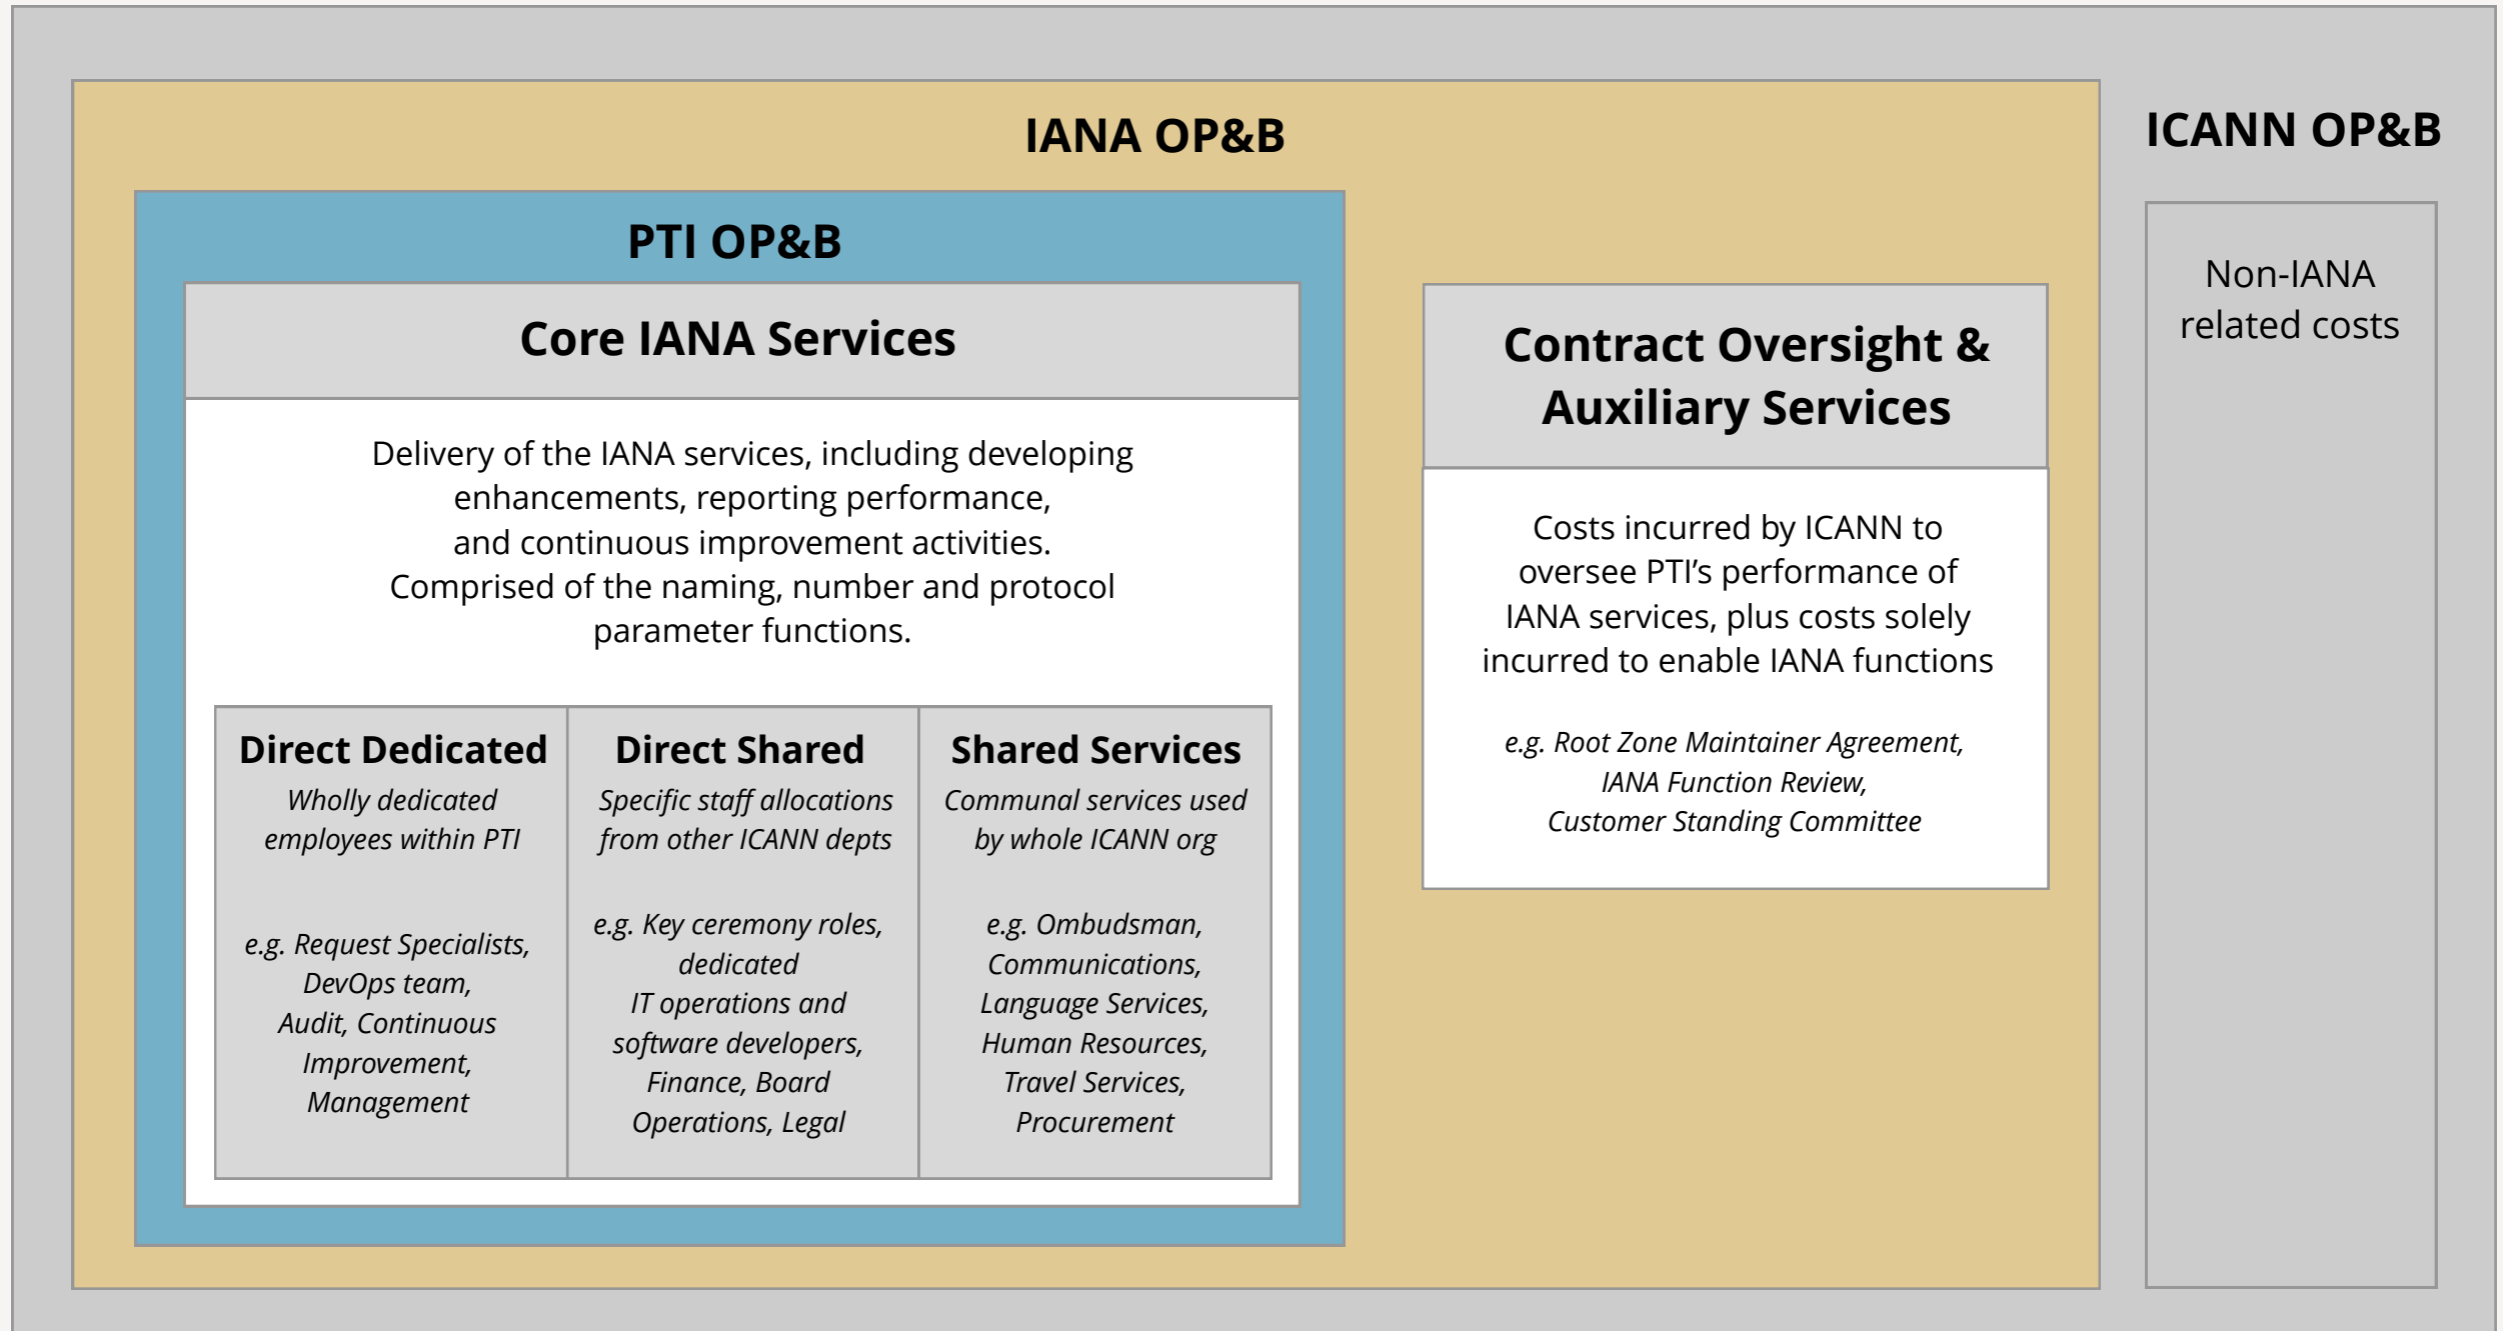 IANA OP&B
ICANN OP&B
PTI OP&B
Core IANA Services
Delivery of the IANA services, including developing
enhancements, reporting performance,
and continuous improvement activities.
Comprised of the naming, number and protocol
parameter functions.
Direct Dedicated
Wholly dedicated
employees within PTI
e.g. Request Specialists,
DevOps team,
Audit, Continuous
Improvement,
Management
Direct Shared
Specific staff allocations
from other ICANN depts
e.g. Key ceremony roles,
dedicated
IT operations and
software developers,
Finance, Board
Operations, Legal
Shared Services
Communal services used
by whole ICANN org
e.g. Ombudsman,
Communications,
Language Services,
Human Resources,
Travel Services,
Procurement
Contract Oversight &
Auxiliary Services
Costs incurred by ICANN to
oversee PTI’s performance of
IANA services, plus costs solely
incurred to enable IANA functions
e.g. Root Zone Maintainer Agreement,
IANA Function Review,
Customer Standing Committee
Non-IANA
related costs